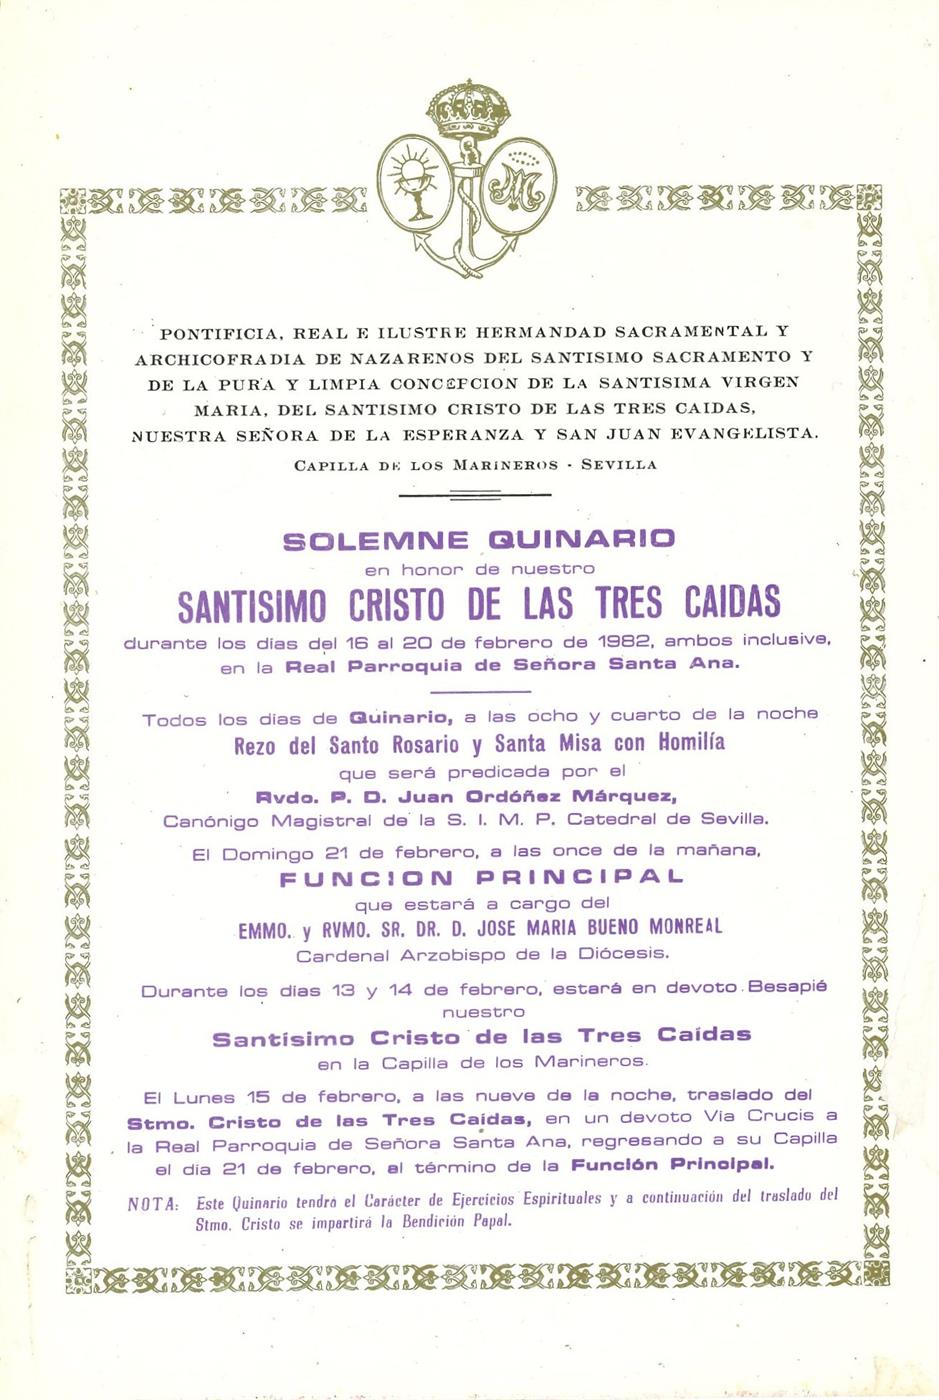 PONTIFICIA, REAL E ILUSTRE HERMANDAD SACRAMENTAL Y
ARCHICOFRADIA DE NAZARENOS DEL SANTISIMO SACRAMENTO Y
DE LA PURA Y LIMPIA CONCEPCION DE LA SANTISIMA VIRGEN
MARIA, DEL SANTISIMO CRISTO DE LAS TRES CAIDAS,
NUESTRA SEÑORA DE LA ESPERANZA Y SAN JUAN EVANGELISTA.
CAPILLA DE LOS MARINEROS - SEVILLA
SOLEMNE QUINARIO
en honor de nuestro
SANTISIMO CRISTO DE LAS TRES CAIDAS
durante los días del 16 al 20 de febrero de 1982, ambos inclusive,
en la Real Parroquia de Señora Santa Ana.
Todos los dias de Quinario, a las ocho y cuarto de la noche
Rezo del Santo Rosario y Santa Misa con Homilía
que será predicada por el
Rvdo. P. D. Juan Ordóñez Márquez,
Canónigo Magistral de la S. I. M. P. Catedral de Sevilla.
El Domingo 21 de febrero, a las once de la mañana,
FUNCION PRINCIPAL
que estará a cargo del
EMMO. y RVMO. SR. DR. D. JOSE MARIA BUENO MONREAL
Cardenal Arzobispo de la Diócesis.
Durante los dias 13 y 14 de febrero, estará en devoto Besapié
nuestro
Santísimo Cristo de las Tres Caídas
en la Capilla de los Marineros.
El Lunes 15 de febrero, a las nueve de la noche, traslado del
Stmo. Cristo de las Tres Caídas, en un devoto Via Crucis a
la Real Parroquia de Señora Santa Ana, regresando a su Capilla
el dia 21 de febrero, al término de la Función Principal.
NOTA: Este Quinario tendrá el Carácter de Ejercicios Espirituales y a continuación del traslado del
Stmo. Cristo se impartirá la Bendición Papal.